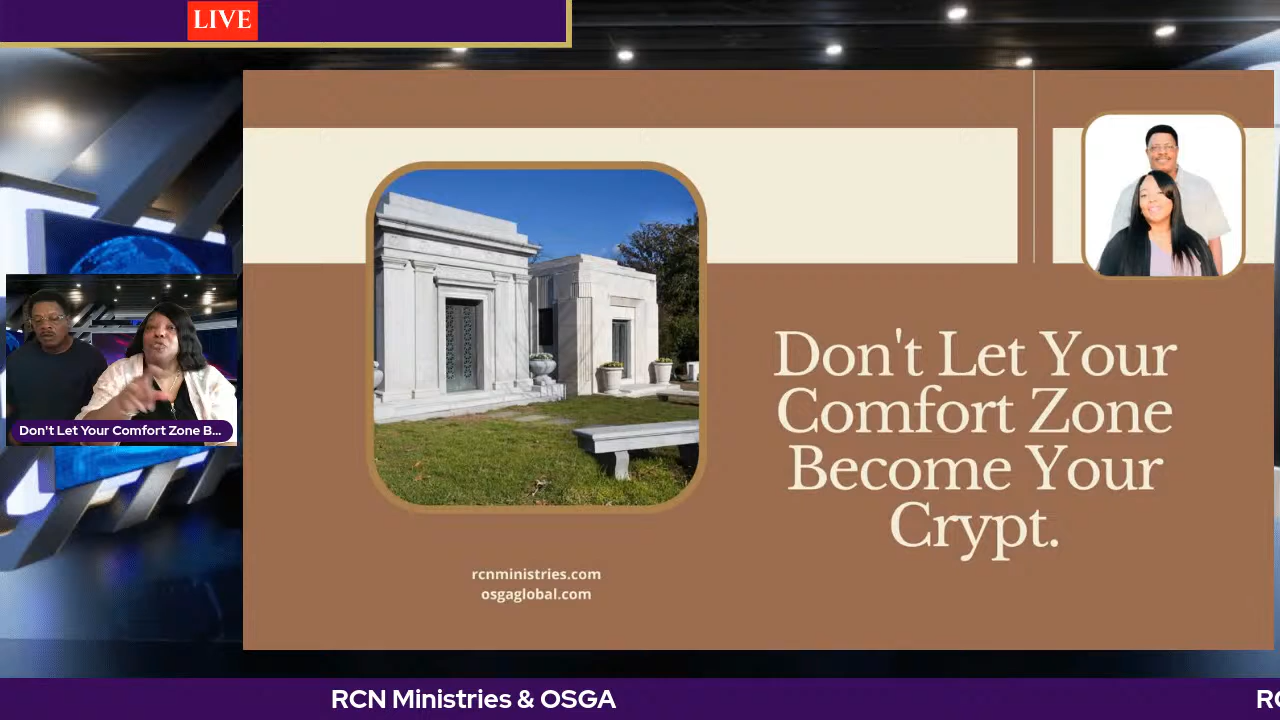 LIVE
Don't Let Your
Comfort Zone
Become Your
Crypt.
Don't Let Your Comfort Zone B...
rcnministries.com
osgaglobal.com
RCN Ministries & OSGA
RC